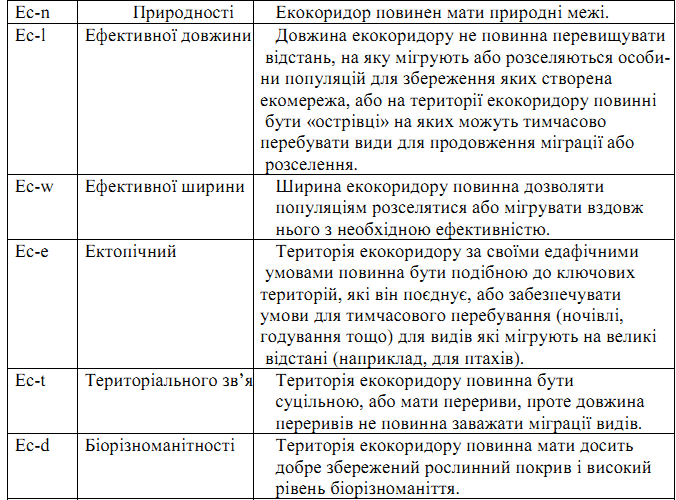 Ec-n Природності Екокоридор повинен мати природні межі.
Ec-l Ефективної довжини Довжина екокоридору не повинна перевищувати
відстань, на яку мігрують або розселяються особи-
ни популяцій для збереження яких створена
екомережа, або на території екокоридору повинні
бути «острівці» на яких можуть тимчасово
перебувати види для продовження міграції або
розселення.
Ec-w Ефективної ширини Ширина екокоридору повинна дозволяти
популяціям розселятися або мігрувати вздовж
нього з необхідною ефективністю.
Ec-e Ектопічний Територія екокоридору за своїми едафічними
умовами повинна бути подібною до ключових
територій, які він поєднує, або забезпечувати
умови для тимчасового перебування (ночівлі,
годування тощо) для видів які мігрують на великі
відстані (наприклад, для птахів).
Ec-t Територіального зв’я Територія екокоридору повинна бути
суцільною, або мати перериви, проте довжина
переривів не повинна заважати міграції видів.
Ec-d Біорізноманітності Територія екокоридору повинна мати досить
добре збережений рослинний покрив і високий
рівень біорізноманіття.